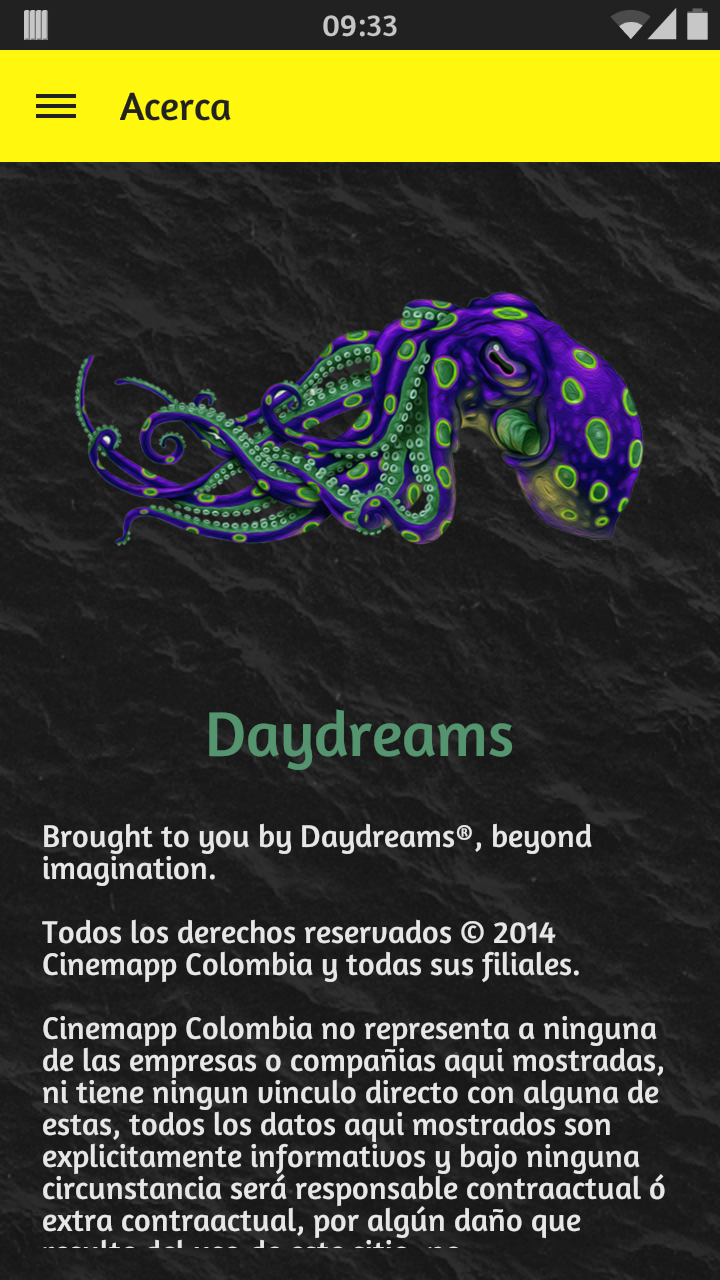 09:33
Acerca
Daydreams
Brought to you by Daydreams®, beyond
imagination.
Todos los derechos reservados © 2014
Cinemapp Colombia y todas sus filiales.
Cinemapp Colombia no representa a ninguna
de las empresas o compañias aqui mostradas,
ni tiene ningun vinculo directo con alguna de
estas, todos los datos aqui mostrados son
explicitamente informativos y bajo ninguna
circunstancia será responsable contraactual ó
extra contraactual, por algún daño que